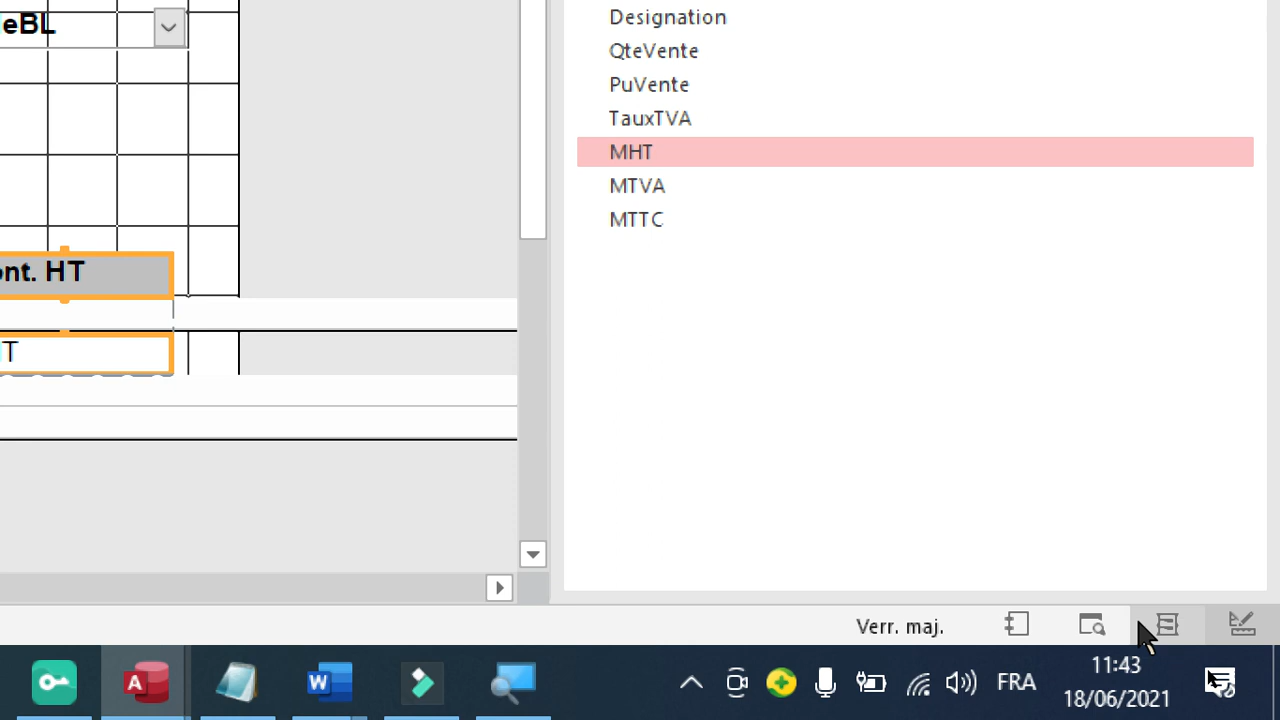 eBL
Designation
QteVente
PuVente
TauxTVA
MHT
MTVA
MTTC
ont. HT
T
Verr. maj.
A
W
FRA
11:43
18/06/2021